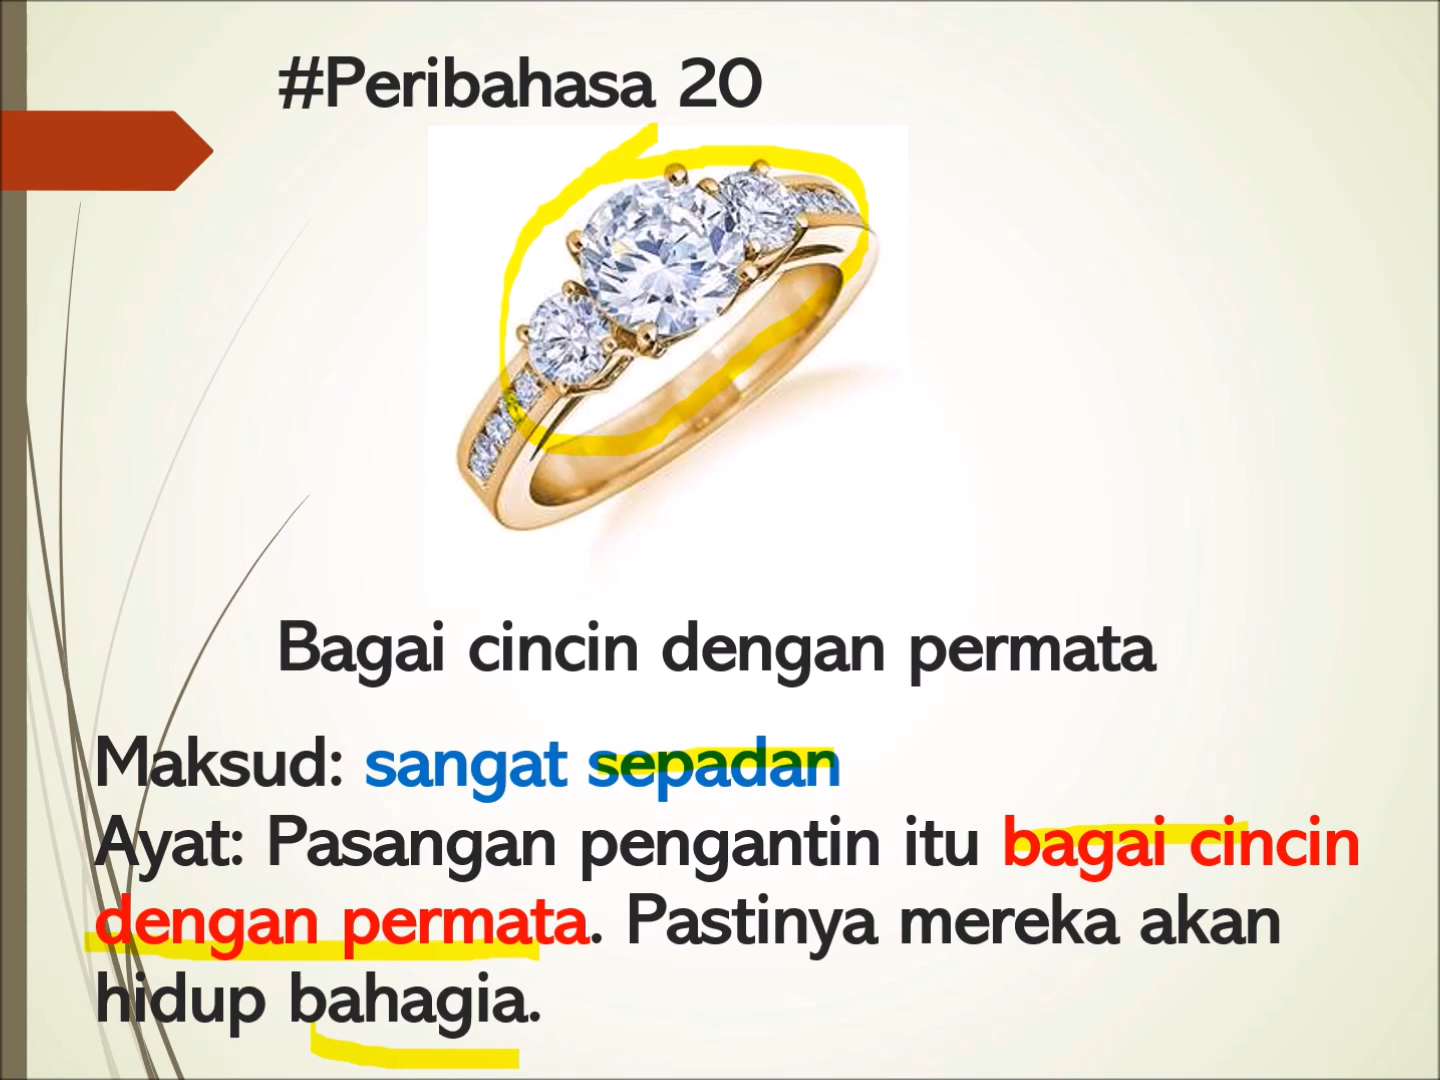 #Peribahasa 20
Bagai cincin dengan permata
Maksud: sangat sepadan
Ayat: Pasangan pengantin itu bagai cincin
dengan permata. Pastinya mereka akan
hidup bahagia.